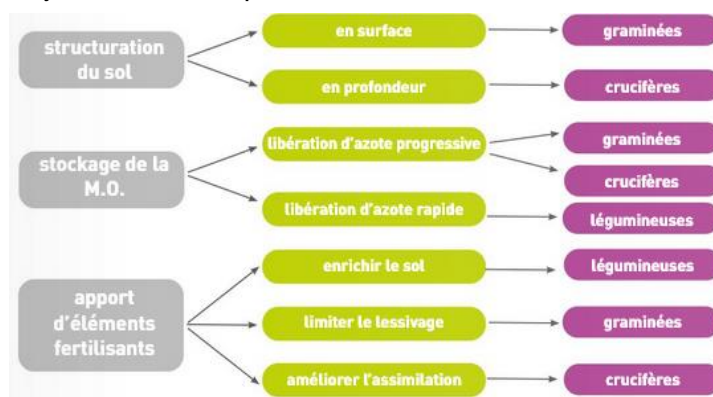 structuration
du sol
en surface
graminées
en profondeur
crucifères
stockage de la
M.O.
libération d'azote progressive
graminées
crucifères
libération d'azote rapide
légumineuses
apport
d'éléments
fertilisants
enrichir le sol
légumineuses
limiter le lessivage
graminées
améliorer l'assimilation
crucifères